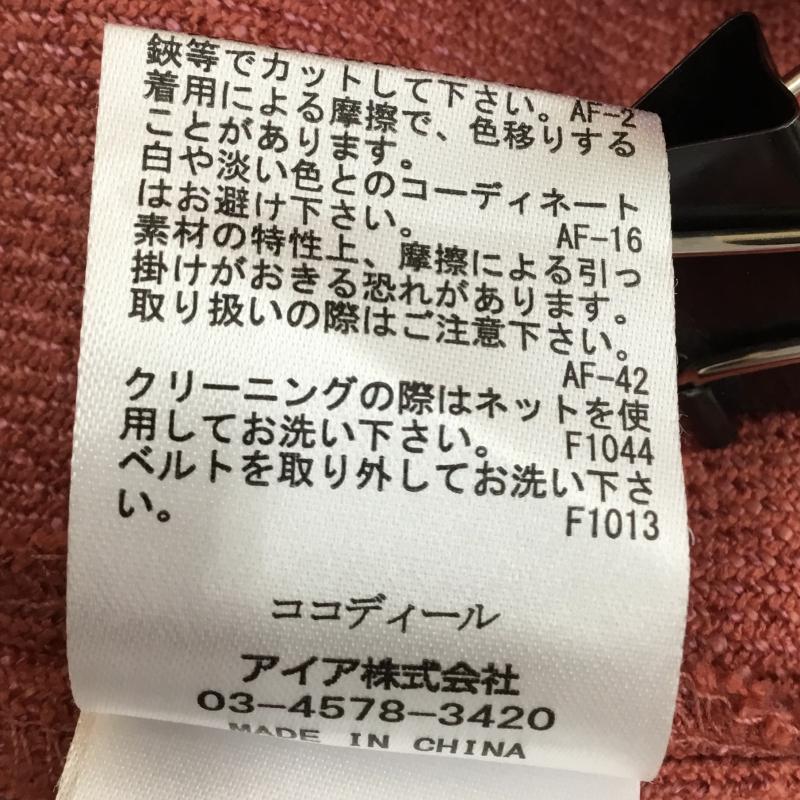 鋏等でカットして下さい。AF-2
着用による摩擦で、色移りする
ことがあります。
白や淡い色とのコーディネート
はお避け下さい。 AF-16
素材の特性上、摩擦による引っ
掛けがおきる恐れがあります。
取り扱いの際はご注意下さい。
AF-42
クリーニングの際はネットを使
用してお洗い下さい。 F1044
ベルトを取り外してお洗い下さ
い。 F1013
ココディール
アイア株式会社
03-4578-3420
MADE IN CHINA